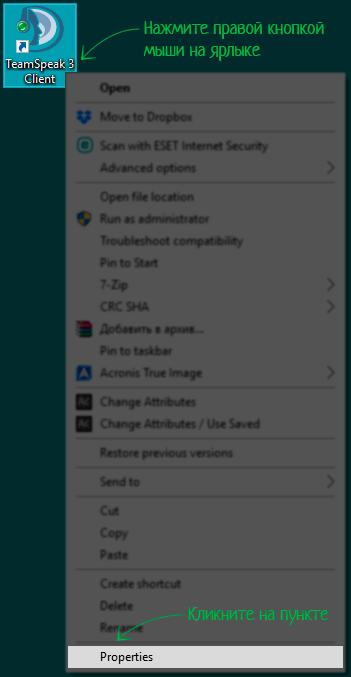 Нажмите правой кнопкой
мыши на ярлыке
TeamSpeak 3
Client
Open
Move to Dropbox
Scan with ESET Internet Security
Advanced options
Open file location
Run as administrator
Troubleshoot compatibility
Pin to Start
7-Zip
CRC SHA
Добавить в архив...
Pin to taskbar
Acronis True Image
AC Change Attributes
AC Change Attributes / Use Saved
Restore previous versions
Send to
Cut
Copy
Paste
Create shortcut
Delete
Кликните на пункте
Rename
Properties